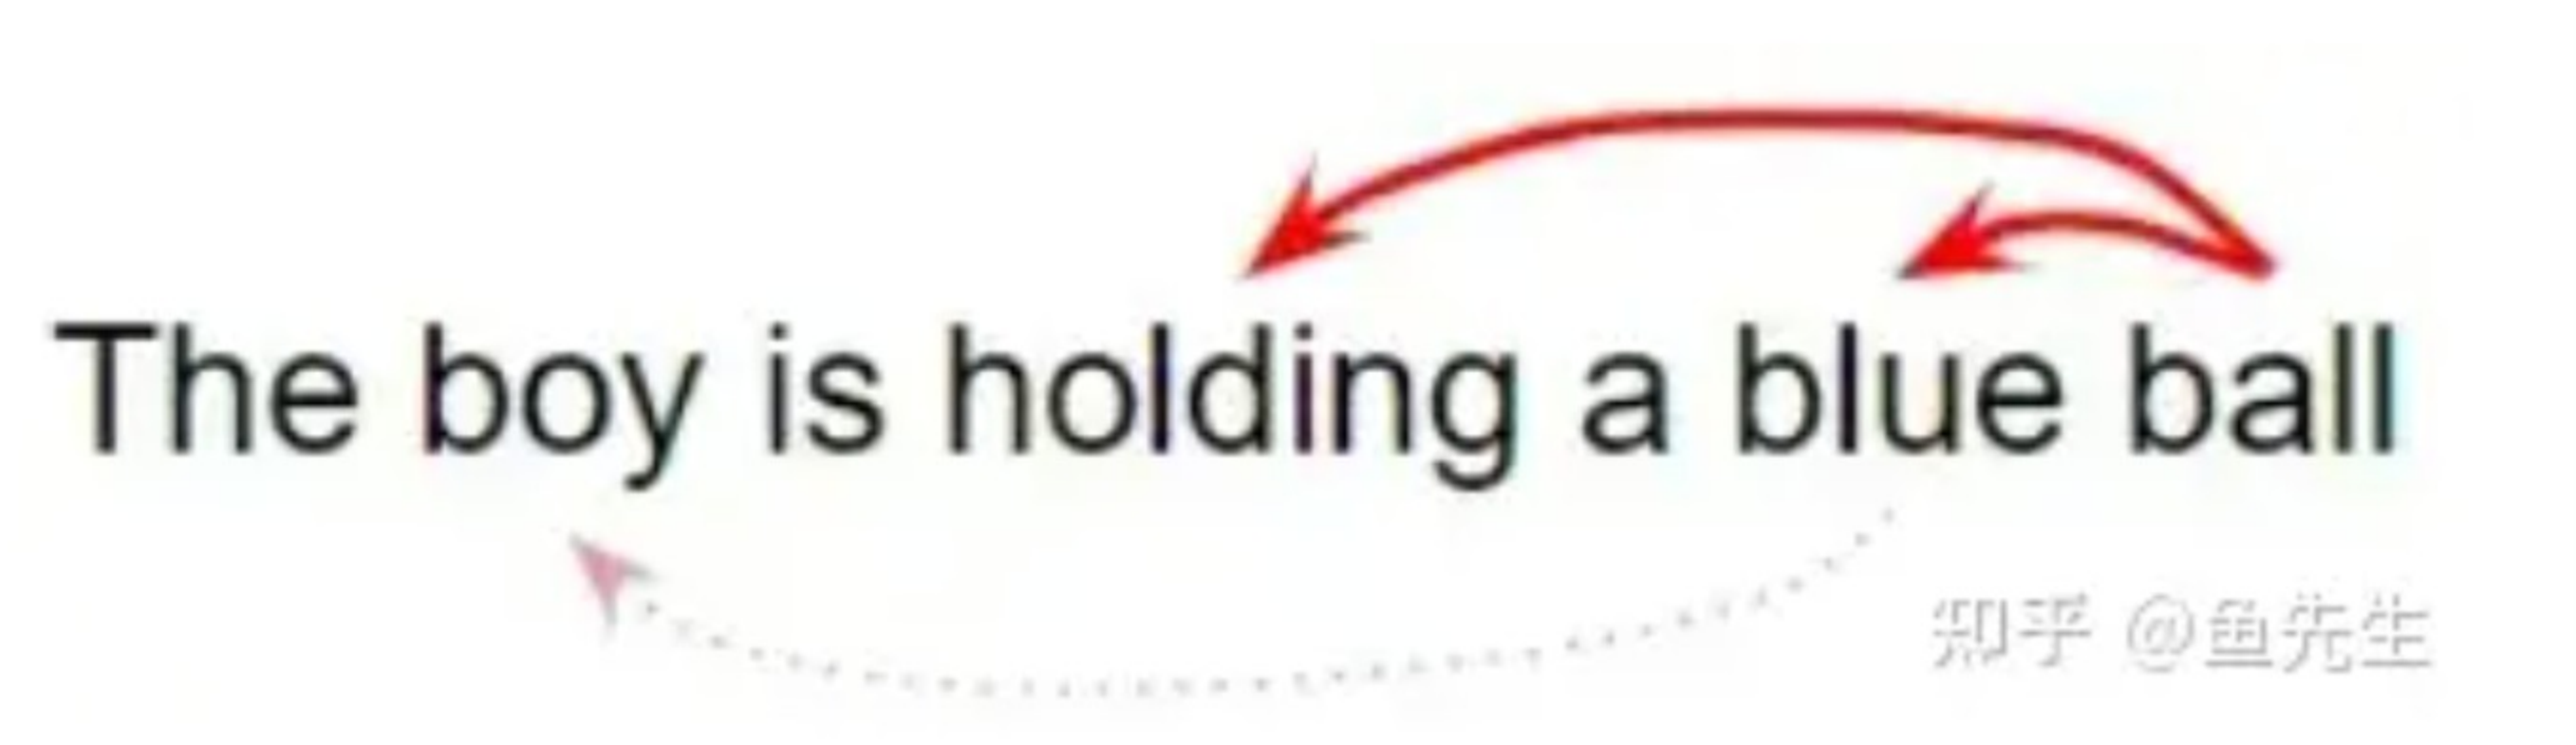 The boy is holding a blue ball
知乎 @鱼先生